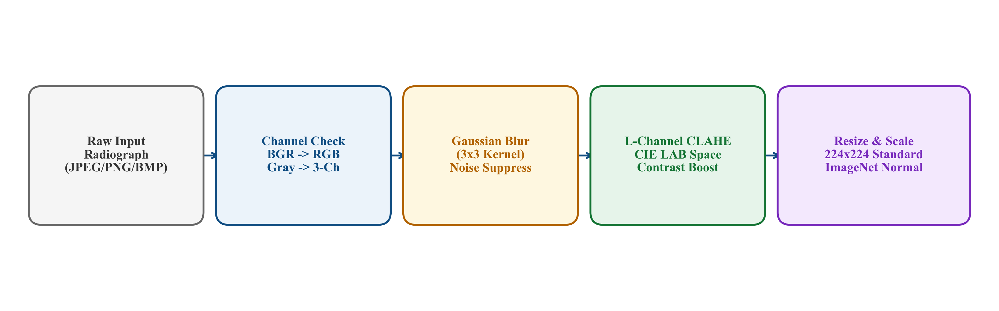 Raw Input
Radiograph
(JPEG/PNG/BMP)
Channel Check
BGR -> RGB
Gray -> 3-Ch
Gaussian Blur
(3x3 Kernel)
Noise Suppress
L-Channel CLAHE
CIE LAB Space
Contrast Boost
Resize & Scale
224x224 Standard
ImageNet Normal